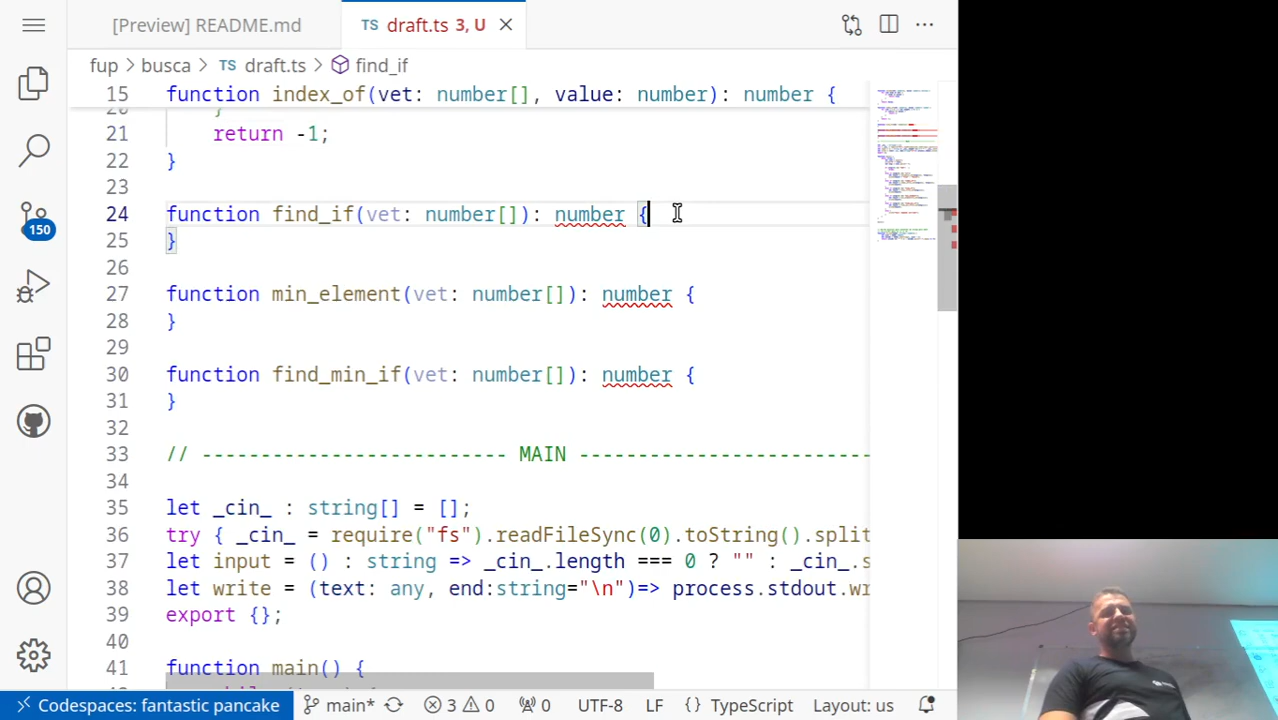 [Preview] README.md
draft.ts 3, U
fup > busca > TS draft.ts > find_if
15 function index_of(vet: number[], value: number): number {
20 }
21 return -1;
22 }
23
24 function find_if(vet: number[]): number {
25 }
26
27 function min_element(vet: number[]): number {
28 }
29
30 function find_min_if(vet: number[]): number {
31 }
32
33 // -------------------------- MAIN -------------------------
34
35 let _cin_ : string[] = [];
36 try { _cin_ = require("fs").readFileSync(0).toString().split
37 let input = () : string => _cin_.length === 0 ? "" : _cin_.s
38 let write = (text: any, end:string="\n")=> process.stdout.wr
39 export {};
40
41 function main() {
150
Codespaces: fantastic pancake
main*
3 0
0
UTF-8
LF
{} TypeScript
Layout: us